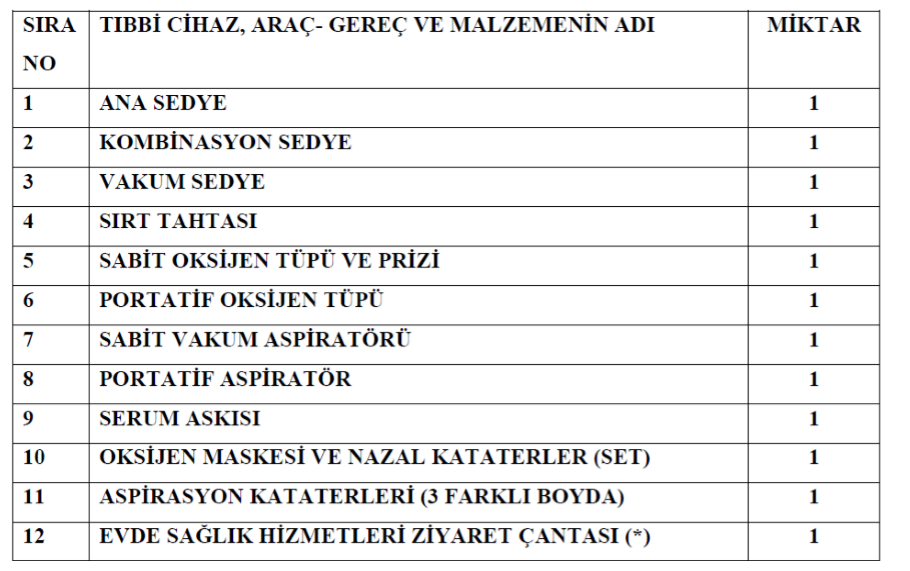 SIRA TIBBİ CİHAZ, ARAÇ- GEREÇ VE MALZEMENİN ADI MİKTAR
NO
1 ANA SEDYE 1
2 KOMBİNASYON SEDYE 1
3 VAKUM SEDYE 1
4 SIRT TAHTASI 1
5 SABİT OKSİJEN TÜPÜ VE PRİZİ 1
6 PORTATİF OKSİJEN TÜPÜ 1
7 SABİT VAKUM ASPİRATÖRÜ 1
8 PORTATİF ASPİRATÖR 1
9 SERUM ASKISI 1
10 OKSİJEN MASKESİ VE NAZAL KATATERLER (SET) 1
11 ASPİRASYON KATATERLERİ (3 FARKLI BOYDA) 1
12 EVDE SAĞLIK HİZMETLERİ ZİYARET ÇANTASI (*) 1